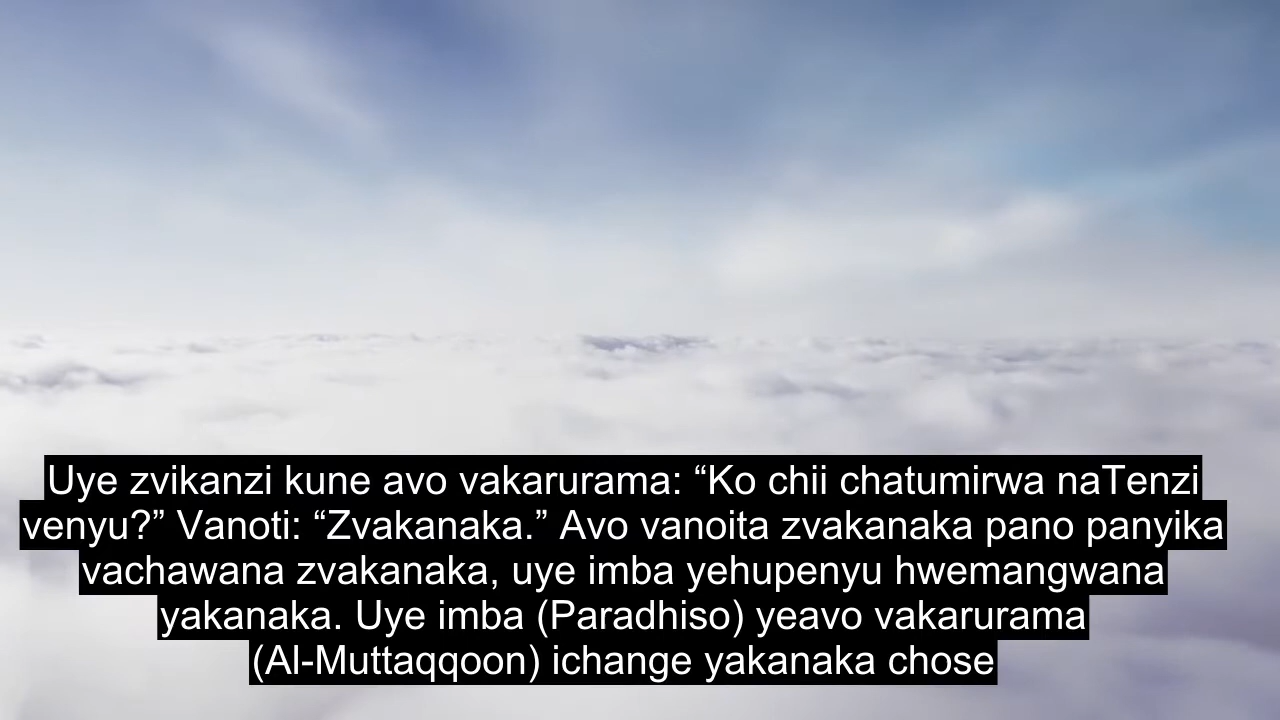 Uye zvikanzi kune avo vakarurama: “Ko chii chatumirwa naTenzi
venyu?” Vanoti: “Zvakanaka.” Avo vanoita zvakanaka pano panyika
vachawana zvakanaka, uye imba yehupenyu hwemangwana
yakanaka. Uye imba (Paradhiso) yeavo vakarurama
(Al-Muttaqqoon) ichange yakanaka chose